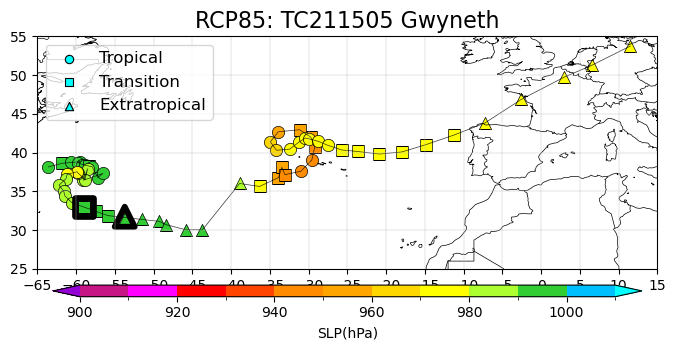 RCP85: TC211505 Gwyneth
Tropical
Transition
Extratropical
55
50
45
40
35
30
25
−65 −60 −55 −50 −45 −40 −35 −30 −25 −20 −15 −10 −5 0 5 10 15
900 920 940 960 980 1000
SLP(hPa)